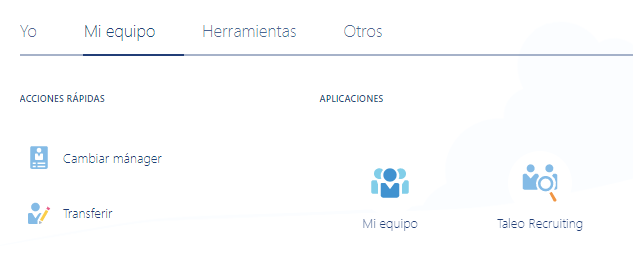 Yo
Mi equipo
Herramientas
Otros
ACCIONES RÁPIDAS
Cambiar mánager
Transferir
APLICACIONES
Mi equipo
Taleo Recruiting